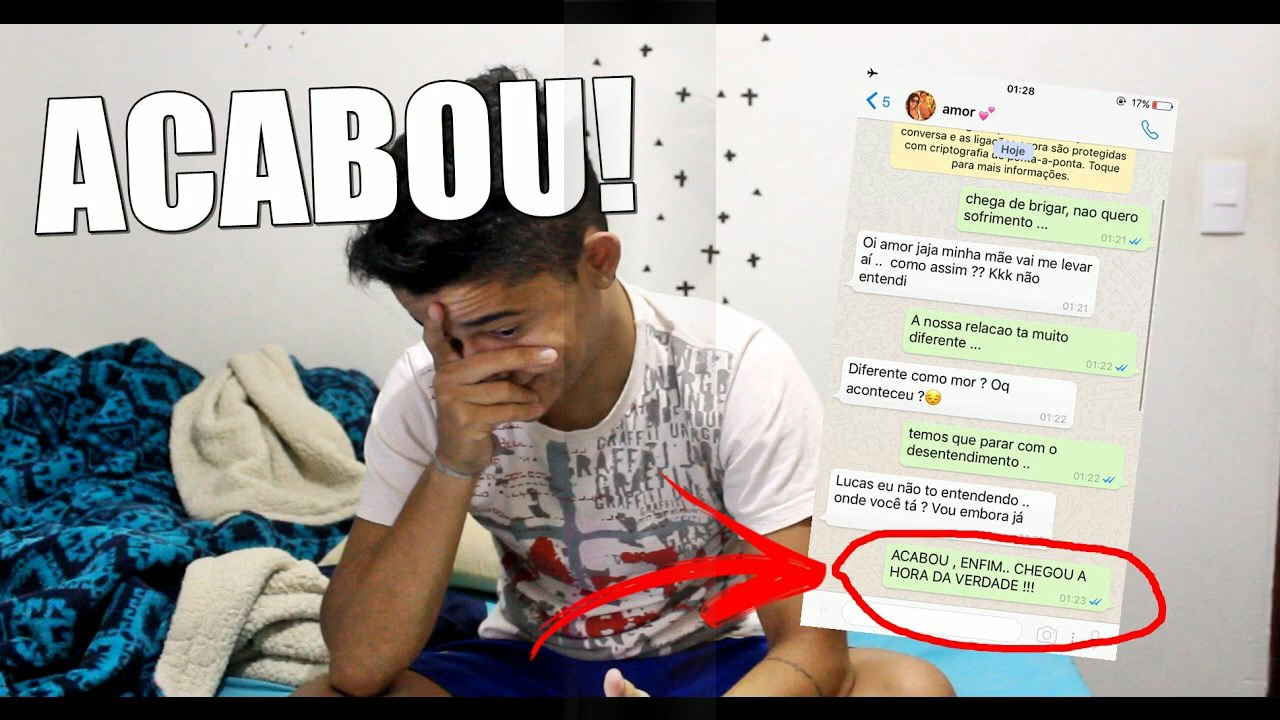 ACABOU!
01:28
17%
5
amor
conversa e as ligações são protegidas
Hoje
com criptografia de ponta-a-ponta. Toque
para mais informações.
chega de brigar, nao quero
sofrimento ...
01:21
Oi amor jaja minha mãe vai me levar
aí .. como assim ?? Kkk não
entendi
01:21
A nossa relacao ta muito
diferente ...
01:22
Diferente como mor ? Oq
aconteceu ?
01:22
temos que parar com o
desentendimento ..
01:22
Lucas eu não to entendendo ..
onde você tá ? Vou embora já
ACABOU , ENFIM.. CHEGOU A
HORA DA VERDADE !!!
01:23
GRAFFITI